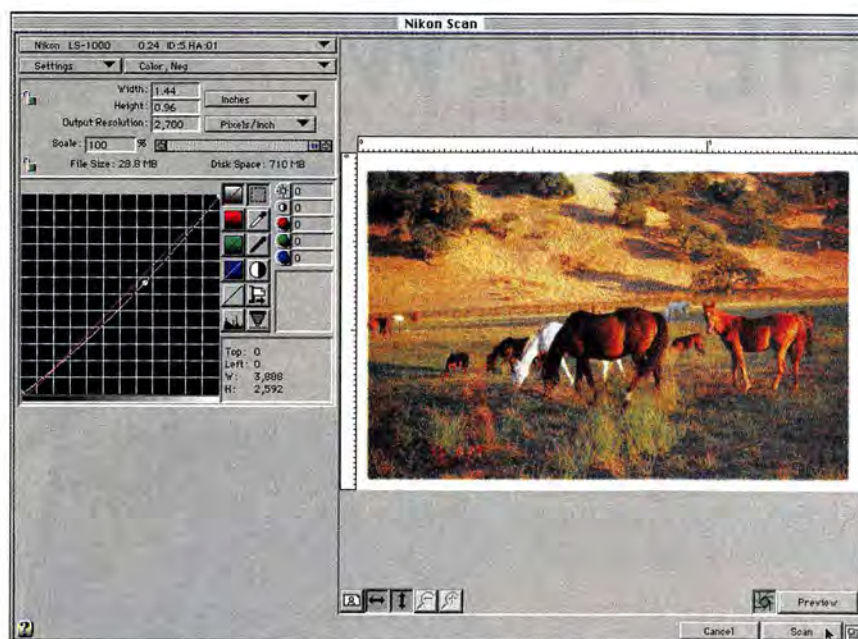 Nikon Scan
Nikon LS-1000 0.24 ID:5 HA:01
Settings
Color, Neg
Width: 1.44
Inches
Height: 0.96
Output Resolution: 2,700
Pixels/Inch
Scale: 100 %
File Size: 28.8 MB
Disk Space: 710 MB
0
0
0
0
0
Top: 0
Left: 0
W: 3,888
H: 2,592
Preview
Cancel
Scan